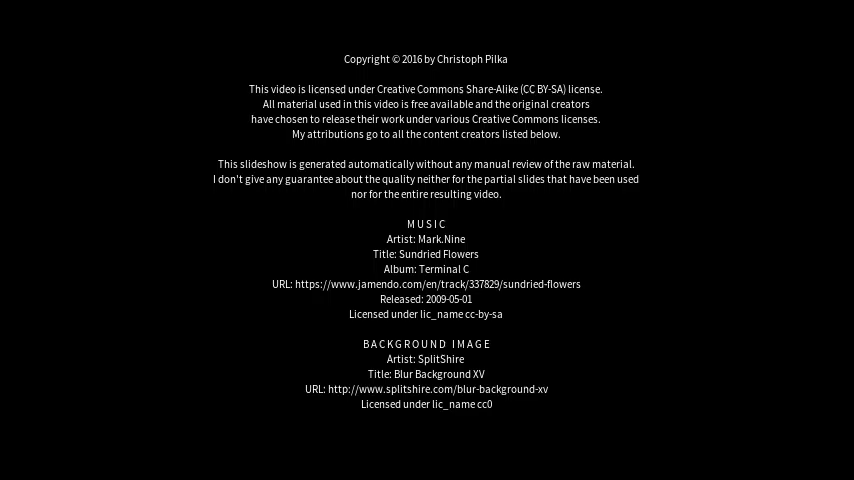 Copyright © 2016 by Christoph Pilka
This video is licensed under Creative Commons Share-Alike (CC BY-SA) license.
All material used in this video is free available and the original creators
have chosen to release their work under various Creative Commons licenses.
My attributions go to all the content creators listed below.
This slideshow is generated automatically without any manual review of the raw material.
I don't give any guarantee about the quality neither for the partial slides that have been used
nor for the entire resulting video.
MUSIC
Artist: Mark.Nine
Title: Sundried Flowers
Album: Terminal C
URL: https://www.jamendo.com/en/track/337829/sundried-flowers
Released: 2009-05-01
Licensed under lic_name cc-by-sa
BACKGROUND IMAGE
Artist: SplitShire
Title: Blur Background XV
URL: http://www.splitshire.com/blur-background-xv
Licensed under lic_name cc0